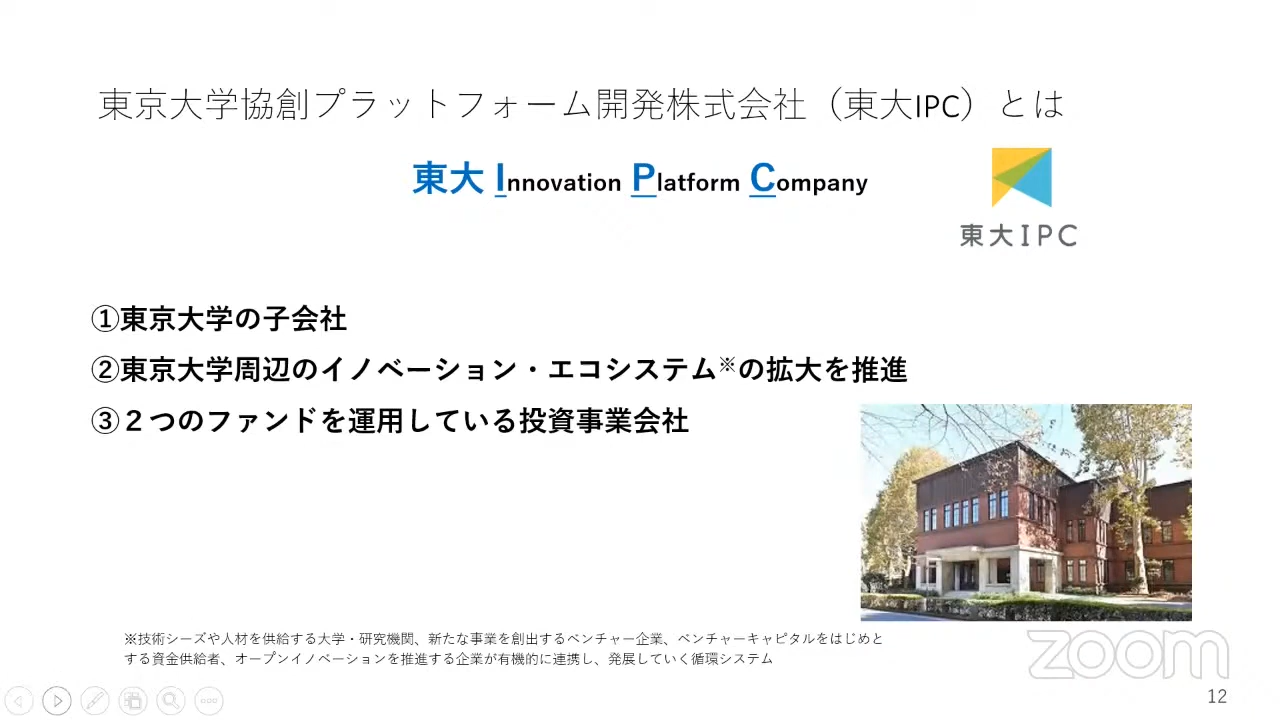 東京大学協創プラットフォーム開発株式会社（東大IPC）とは
東大 Innovation Platform Company
東大IPC
①東京大学の子会社
②東京大学周辺のイノベーション・エコシステム※の拡大を推進
③２つのファンドを運用している投資事業会社
※技術シーズや人材を供給する大学・研究機関、新たな事業を創出するベンチャー企業、ベンチャーキャピタルをはじめと
する資金供給者、オープンイノベーションを推進する企業が有機的に連携し、発展していく循環システム
zoom
12